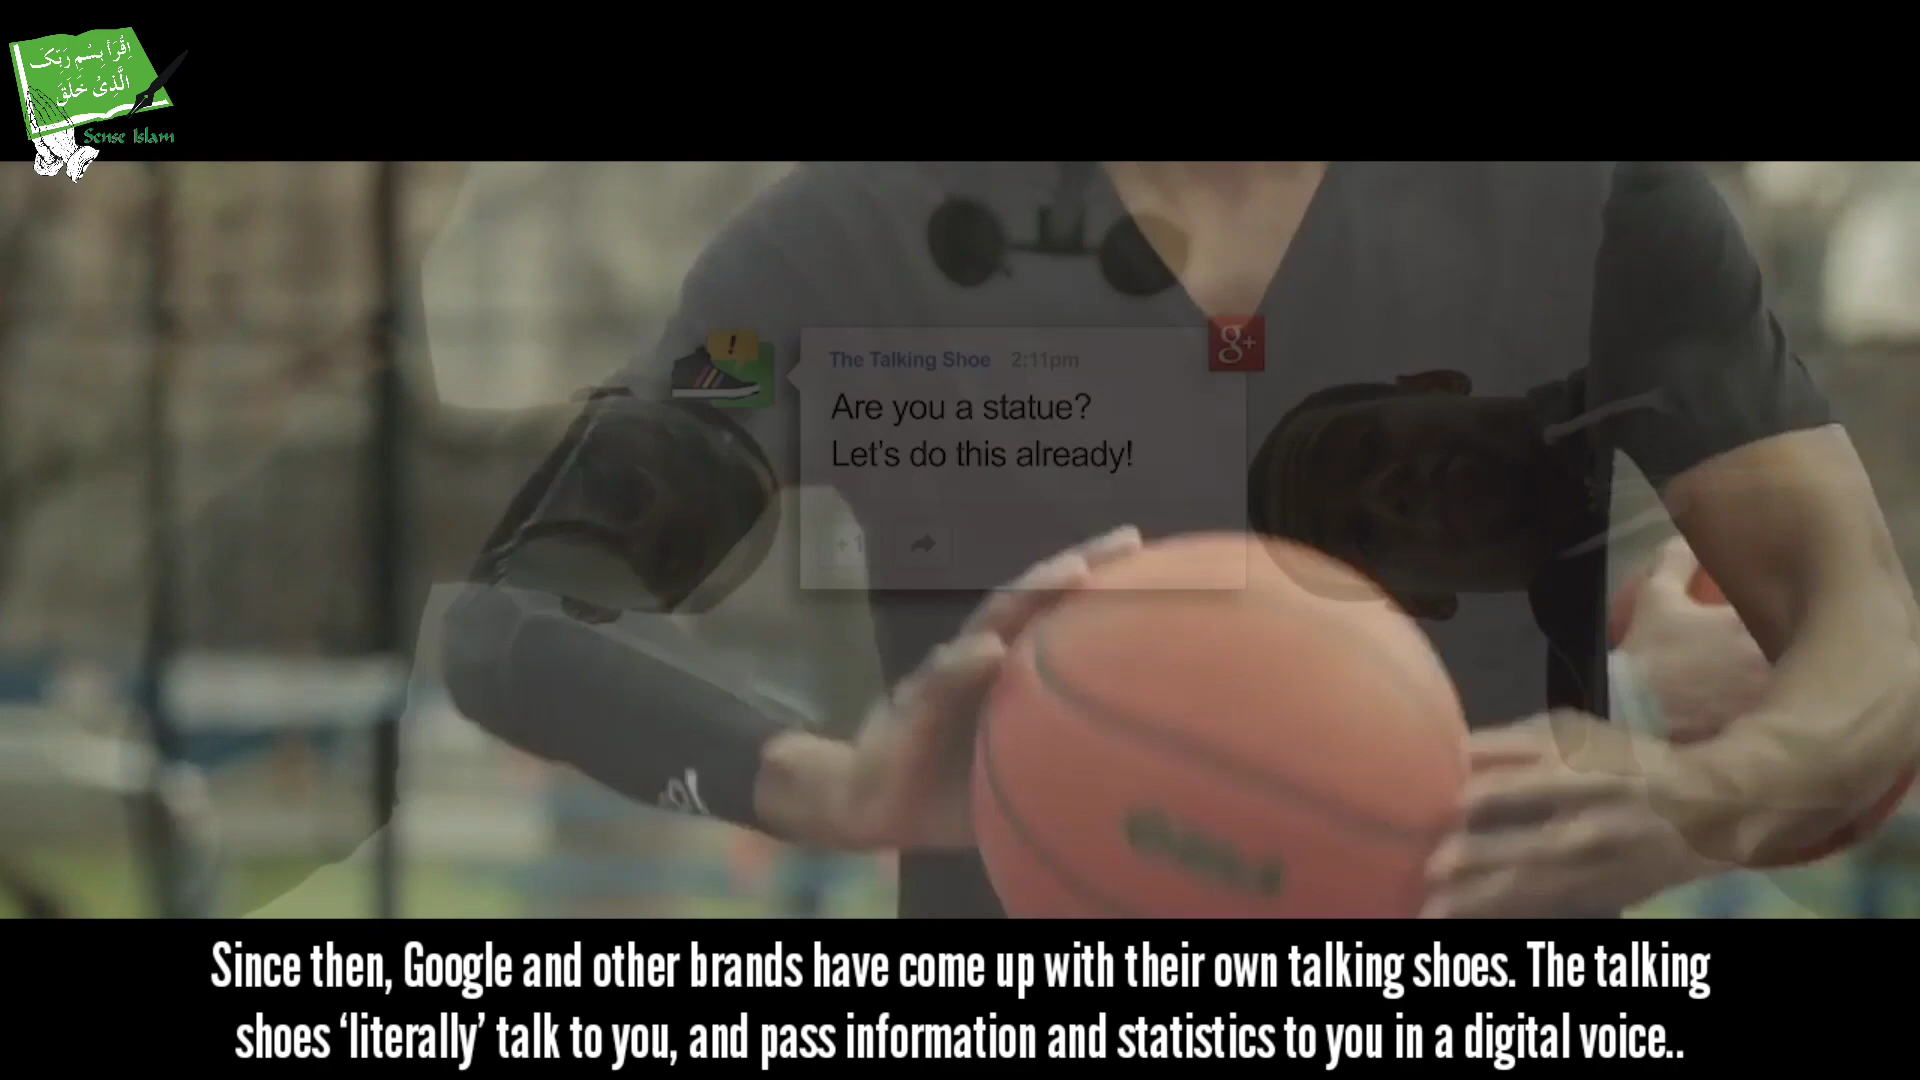 اِقْرَأْ بِسْمِ رَبِّكَ
الَّذِىْ خَلَقَ
Sense Islam
g+
The Talking Shoe 2:11pm
Are you a statue?
Let's do this already!
+1
Since then, Google and other brands have come up with their own talking shoes. The talking
shoes ‘literally’ talk to you, and pass information and statistics to you in a digital voice..